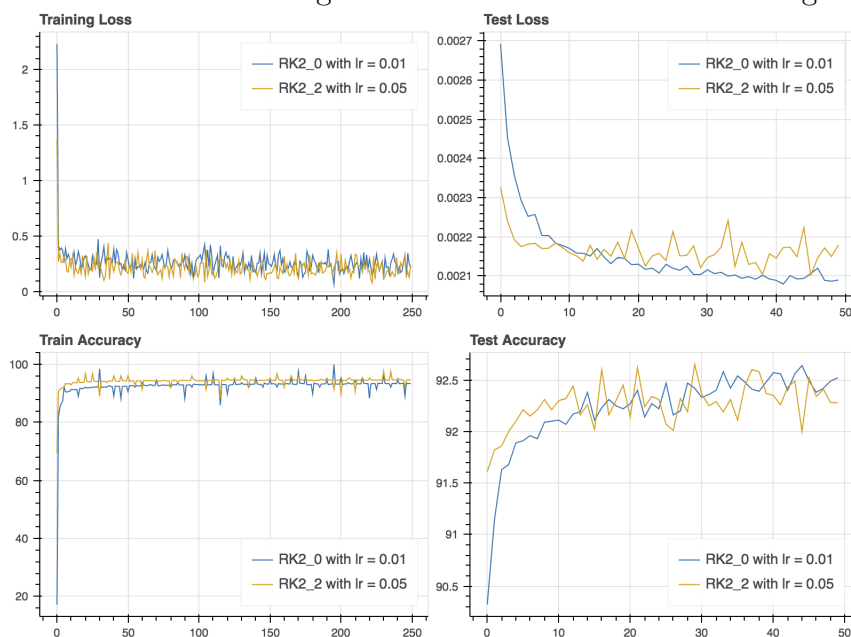 Training Loss
RK2_0 with lr = 0.01
RK2_2 with lr = 0.05
2
1.5
1
0.5
0
0 50 100 150 200 250
Test Loss
RK2_0 with lr = 0.01
RK2_2 with lr = 0.05
0.0027
0.0026
0.0025
0.0024
0.0023
0.0022
0.0021
0 10 20 30 40 50
Train Accuracy
100
80
60
40
20
RK2_0 with lr = 0.01
RK2_2 with lr = 0.05
0 50 100 150 200 250
Test Accuracy
92.5
92
91.5
91
90.5
RK2_0 with lr = 0.01
RK2_2 with lr = 0.05
0 10 20 30 40 50